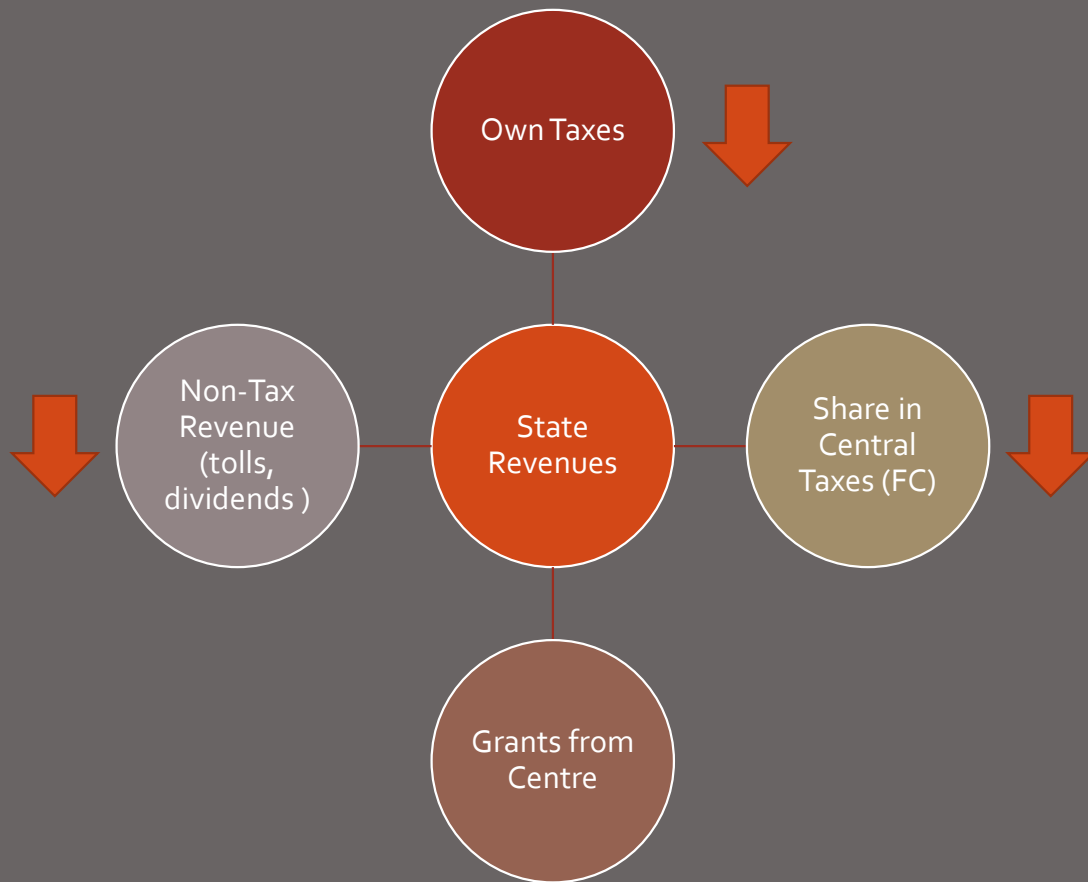 Own Taxes
Non-Tax
Revenue
(tolls,
dividends )
State
Revenues
Share in
Central
Taxes (FC)
Grants from
Centre